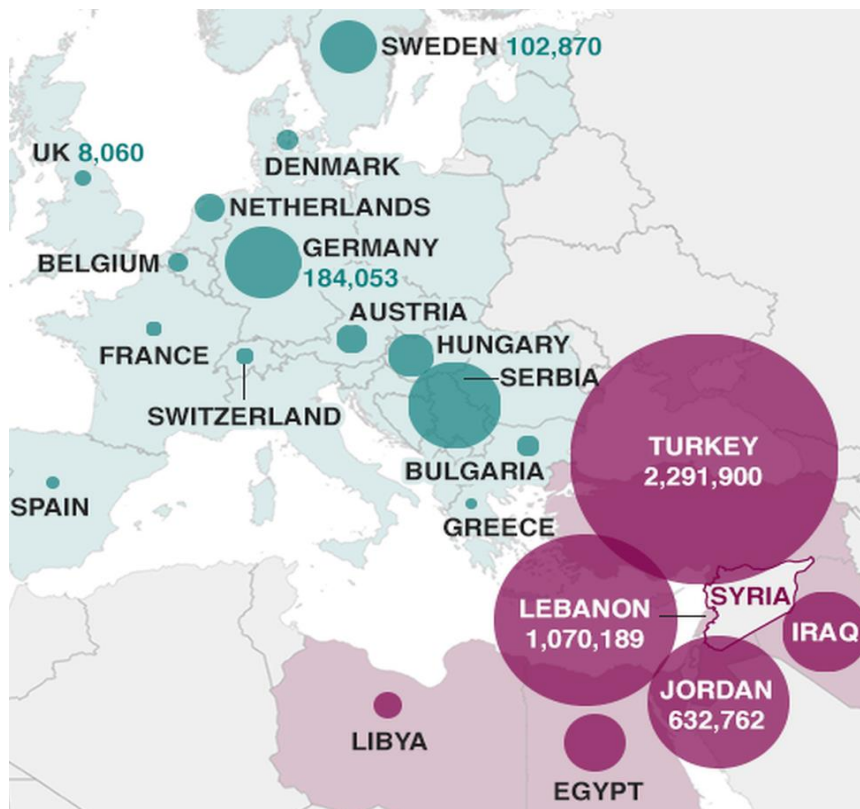 SWEDEN 102,870
UK 8,060
DENMARK
NETHERLANDS
GERMANY
184,053
BELGIUM
AUSTRIA
HUNGARY
FRANCE
SERBIA
SWITZERLAND
TURKEY
2,291,900
BULGARIA
SPAIN
GREECE
SYRIA
LEBANON
1,070,189
IRAQ
JORDAN
632,762
LIBYA
EGYPT